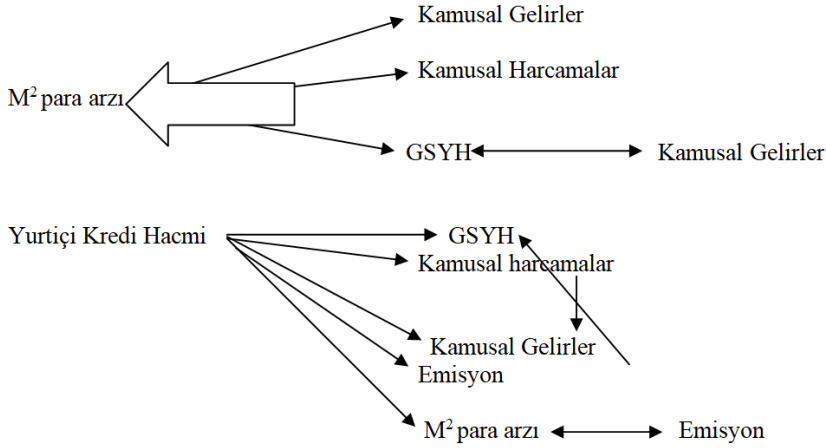 Kamusal Gelirler
Kamusal Harcamalar
M² para arzı
GSYH Kamusal Gelirler
Yurtiçi Kredi Hacmi GSYH
Kamusal harcamalar
Kamusal Gelirler
Emisyon
M² para arzı Emisyon